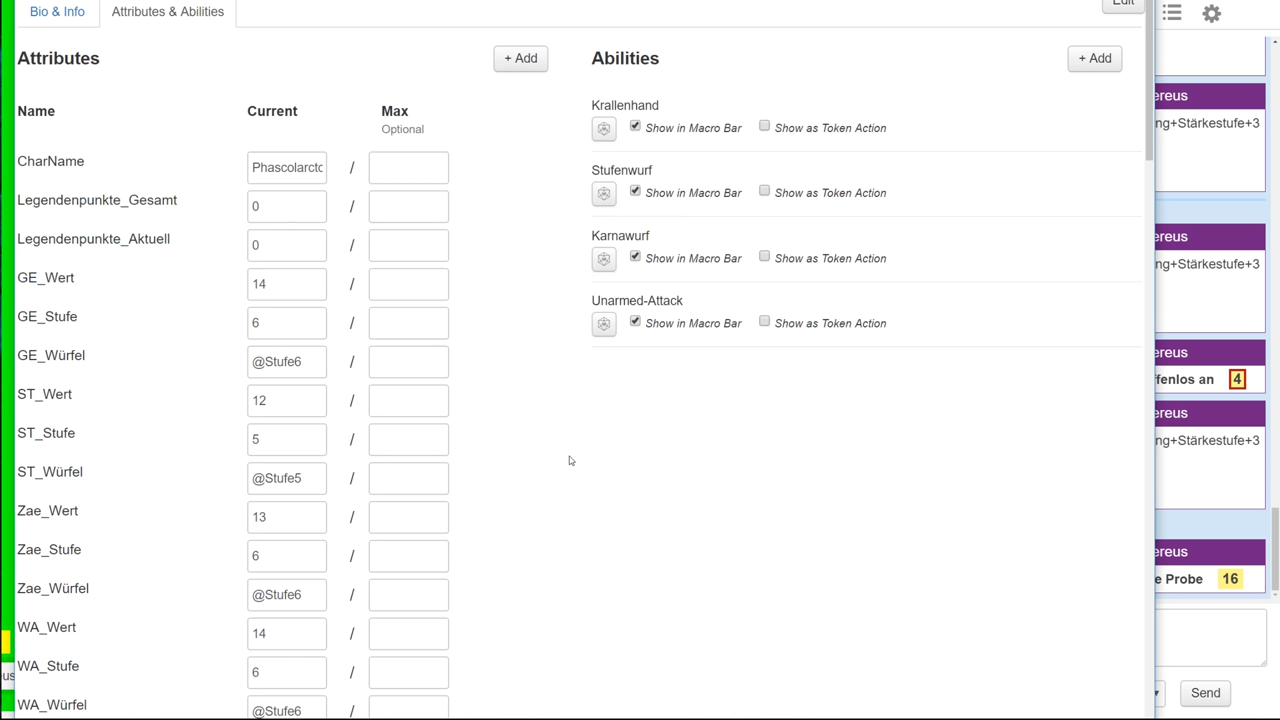 Bio & Info
Attributes & Abilities
Edit
Attributes
+ Add
Abilities
+ Add
Name
Current
Max
Optional
CharName
Phascolarctc /
Legendenpunkte_Gesamt
0 /
Legendenpunkte_Aktuell
0 /
GE_Wert
14 /
GE_Stufe
6 /
GE_Würfel
@Stufe6 /
ST_Wert
12 /
ST_Stufe
5 /
ST_Würfel
@Stufe5 /
Zae_Wert
13 /
Zae_Stufe
6 /
Zae_Würfel
@Stufe6 /
WA_Wert
14 /
WA_Stufe
6 /
WA_Würfel
@Stufe6 /
Krallenhand
Show in Macro Bar
Show as Token Action
Stufenwurf
Show in Macro Bar
Show as Token Action
Karnawurf
Show in Macro Bar
Show as Token Action
Unarmed-Attack
Show in Macro Bar
Show as Token Action
ereus
ng+Stärkestufe+3
ereus
ng+Stärkestufe+3
ereus
ffenlos an 4
ereus
ng+Stärkestufe+3
ereus
e Probe 16
us
Send